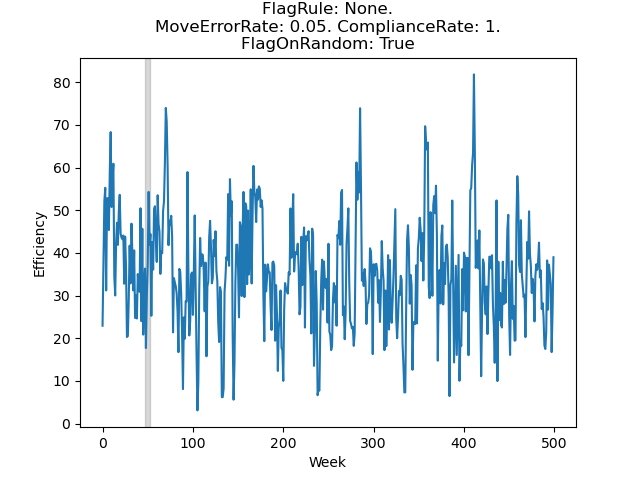 FlagRule: None.
MoveErrorRate: 0.05. ComplianceRate: 1.
FlagOnRandom: True
80
70
60
50
40
30
20
10
0
Efficiency
0 100 200 300 400 500
Week